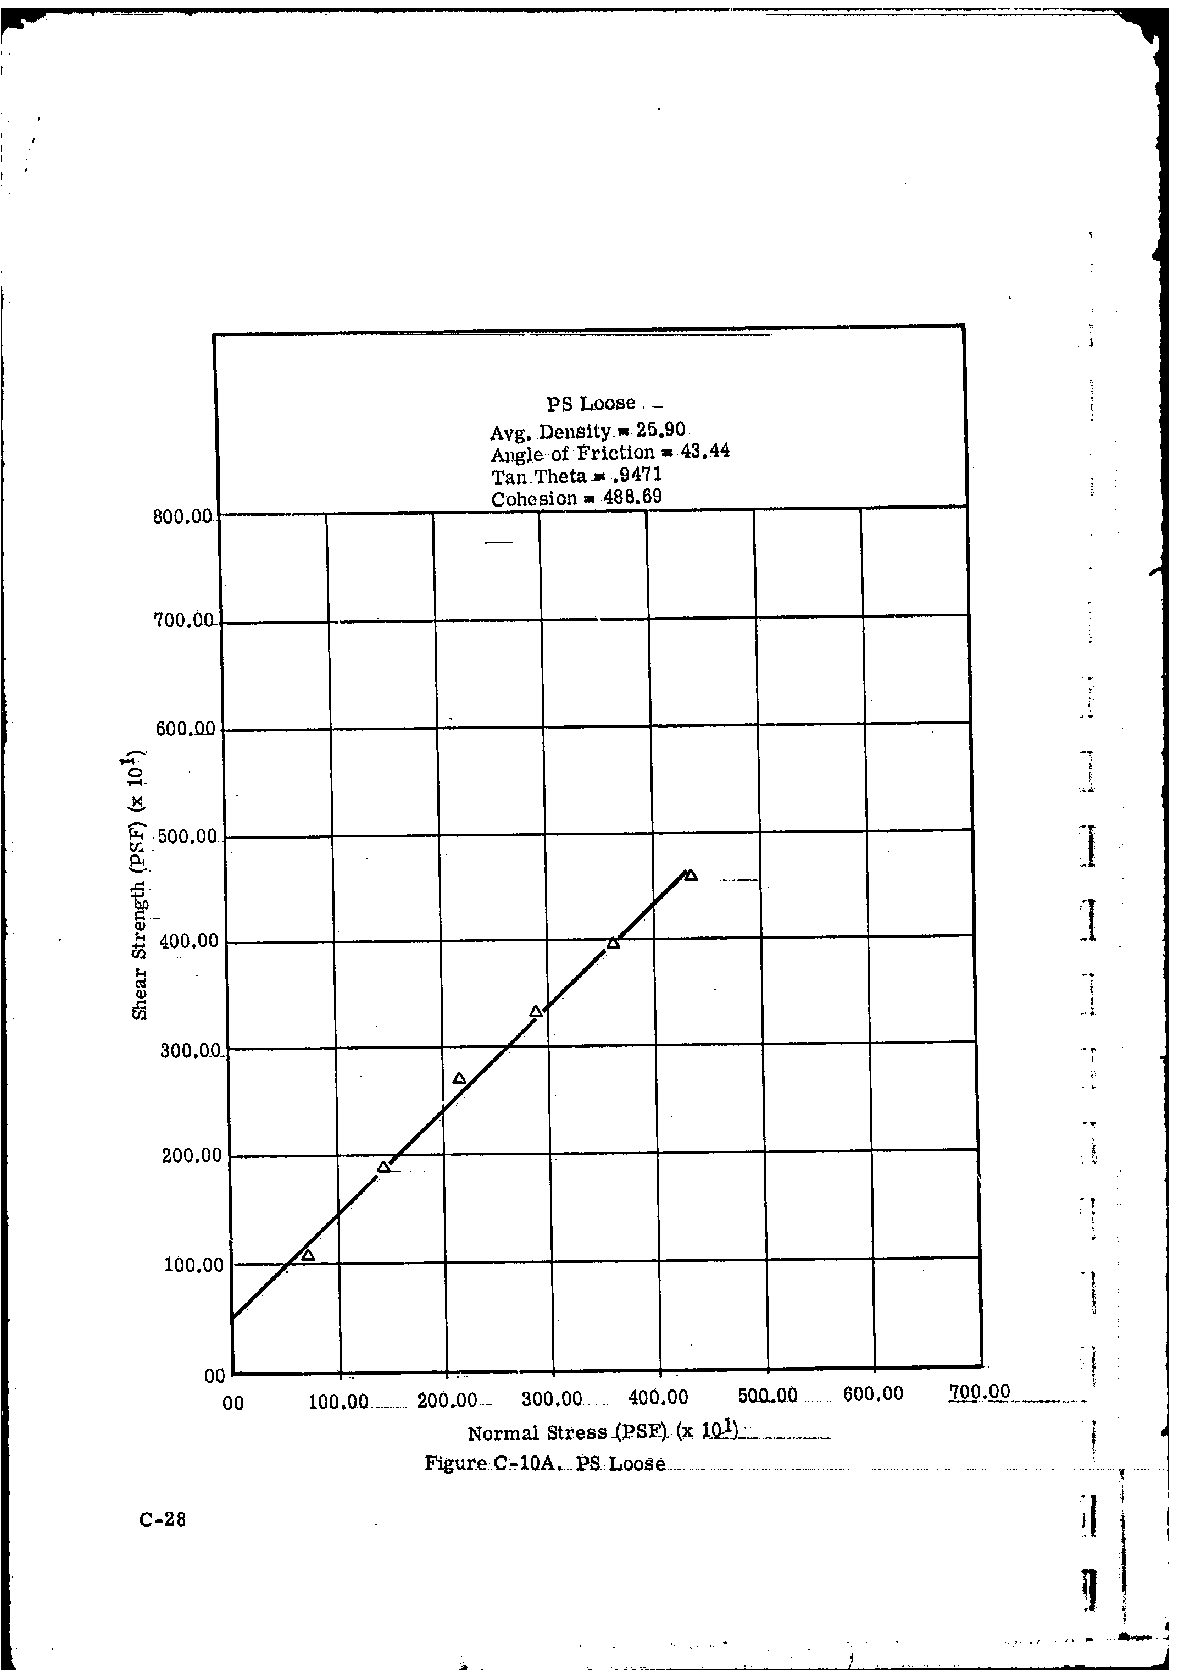 PS Loose
Avg. Density = 25.90
Angle of Friction = 43.44
Tan Theta = .9471
Cohesion = 488.69
800.00
700.00
600.00
500.00
400.00
300.00
200.00
100.00
00
Shear Strength (PSF) (x 10¹)
00 100.00 200.00 300.00 400.00 500.00 600.00 700.00
Normal Stress (PSF) (x 10¹)
Figure C-10A. PS Loose
C-28